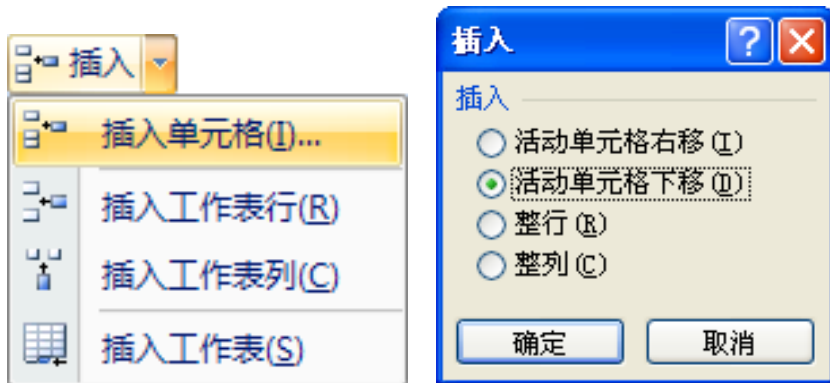 插入
插入单元格(I)...
插入工作表行(R)
插入工作表列(C)
插入工作表(S)
插入
插入
活动单元格右移(I)
活动单元格下移(D)
整行(R)
整列(C)
确定
取消